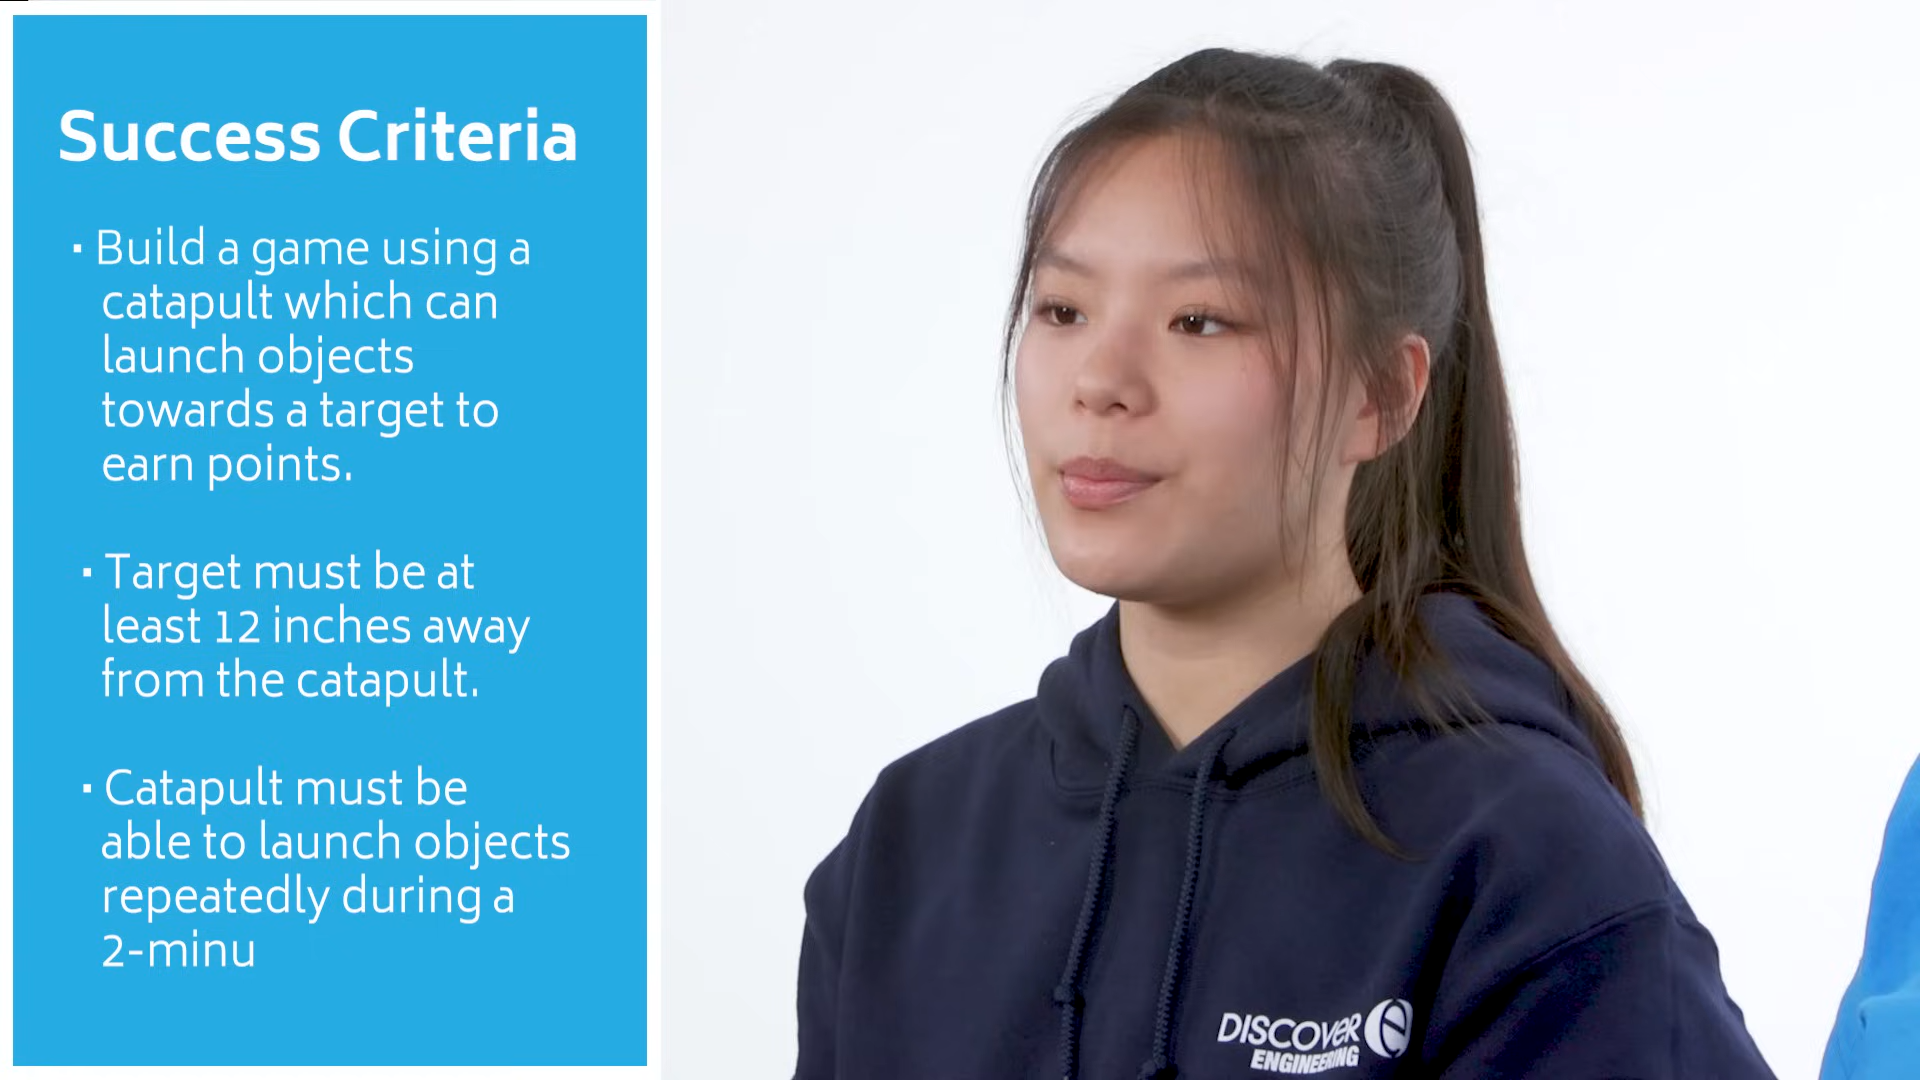 Success Criteria
· Build a game using a
catapult which can
launch objects
towards a target to
earn points.
· Target must be at
least 12 inches away
from the catapult.
· Catapult must be
able to launch objects
repeatedly during a
2-minu
DISCOVER e
ENGINEERING